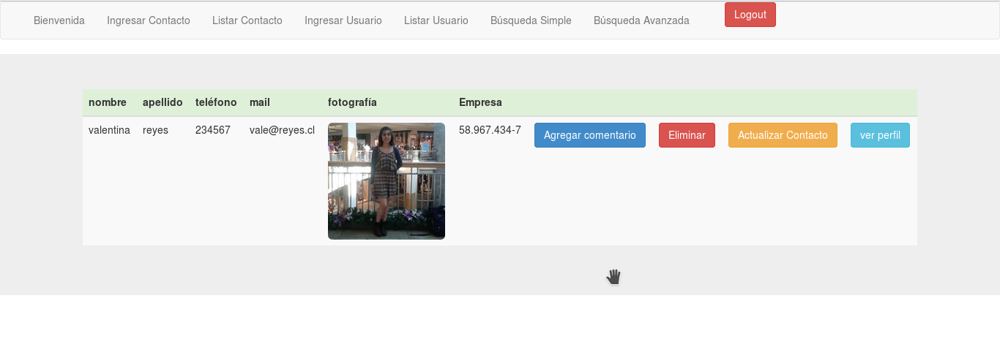 Bienvenida Ingresar Contacto Listar Contacto Ingresar Usuario Listar Usuario Búsqueda Simple Búsqueda Avanzada Logout
nombre apellido teléfono mail fotografía Empresa
valentina reyes 234567 vale@reyes.cl 58.967.434-7 Agregar comentario Eliminar Actualizar Contacto ver perfil